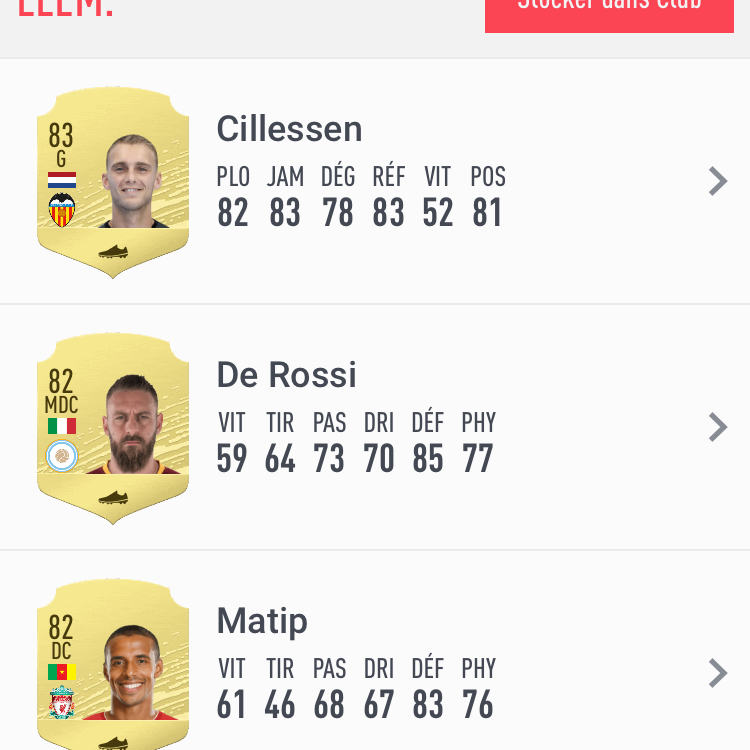 ÉLÉM.
Stocker dans Club
83
G
Cillessen
PLO JAM DÉG RÉF VIT POS
82 83 78 83 52 81
82
MDC
De Rossi
VIT TIR PAS DRI DÉF PHY
59 64 73 70 85 77
82
DC
Matip
VIT TIR PAS DRI DÉF PHY
61 46 68 67 83 76